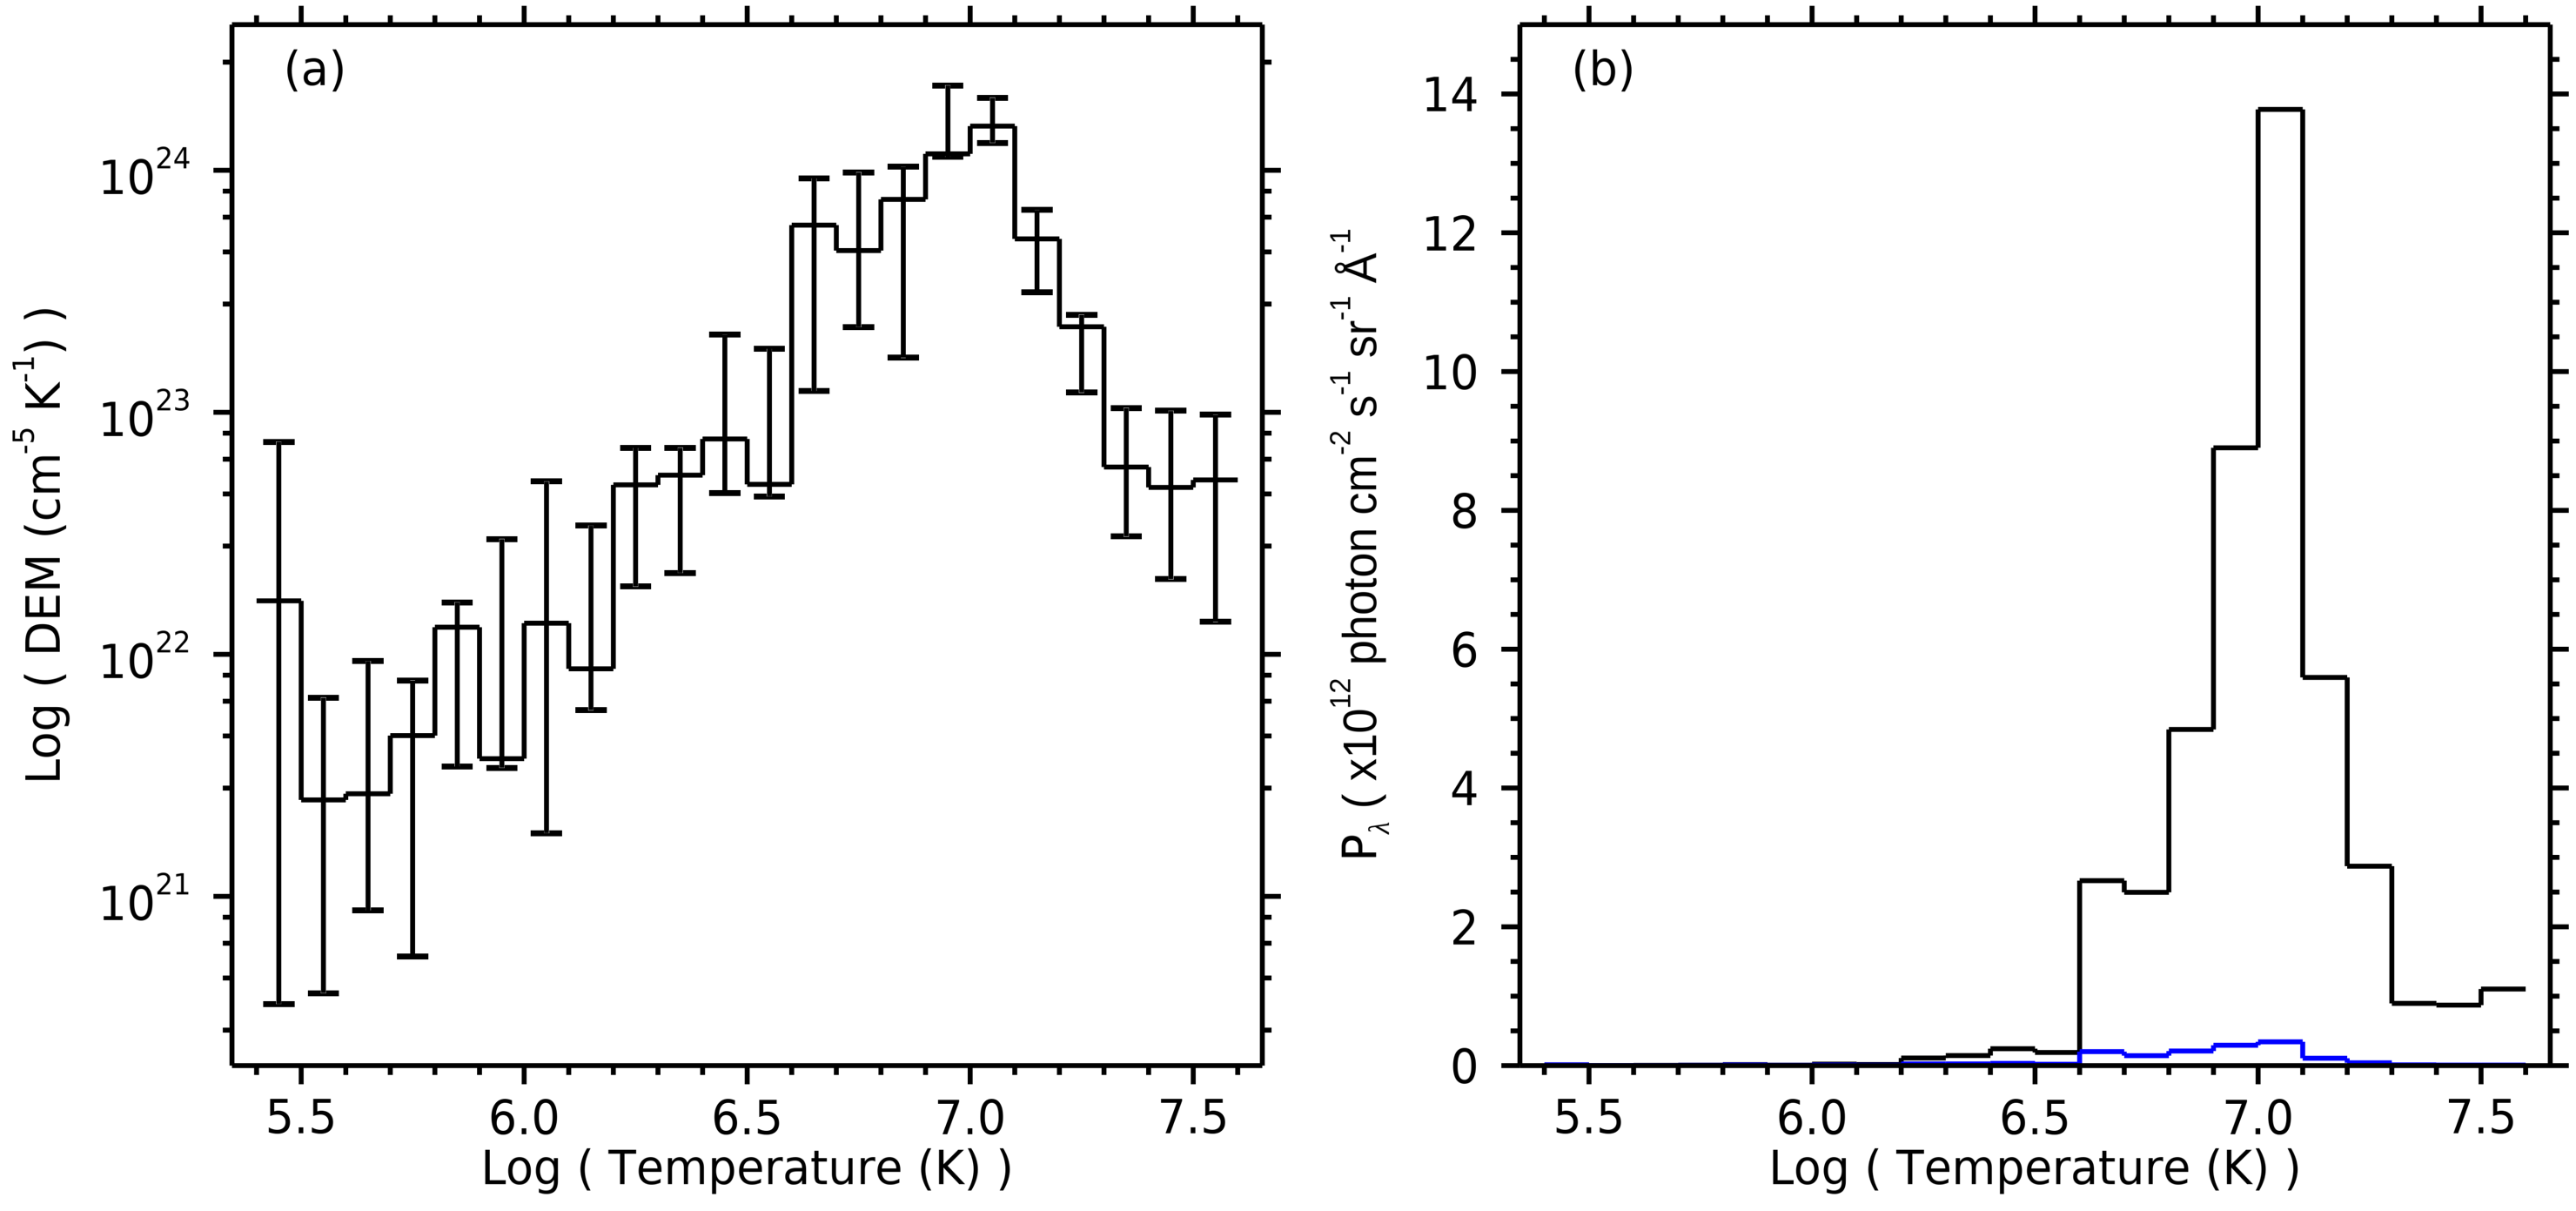 (a)
10^24
10^23
10^22
10^21
Log ( DEM (cm^-5 K^-1) )
5.5 6.0 6.5 7.0 7.5
Log ( Temperature (K) )
(b)
14
12
10
8
6
4
2
0
P_λ ( x10^12 photon cm^-2 s^-1 sr^-1 Å^-1
5.5 6.0 6.5 7.0 7.5
Log ( Temperature (K) )